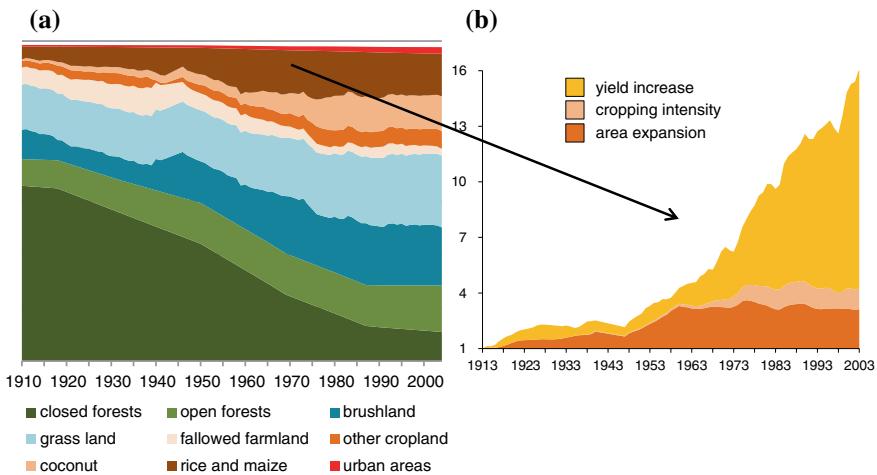 (a)
1910 1920 1930 1940 1950 1960 1970 1980 1990 2000
closed forests open forests brushland
grass land fallowed farmland other cropland
coconut rice and maize urban areas
(b)
16
13
10
7
4
1
yield increase
cropping intensity
area expansion
1913 1923 1933 1943 1953 1963 1973 1983 1993 2003